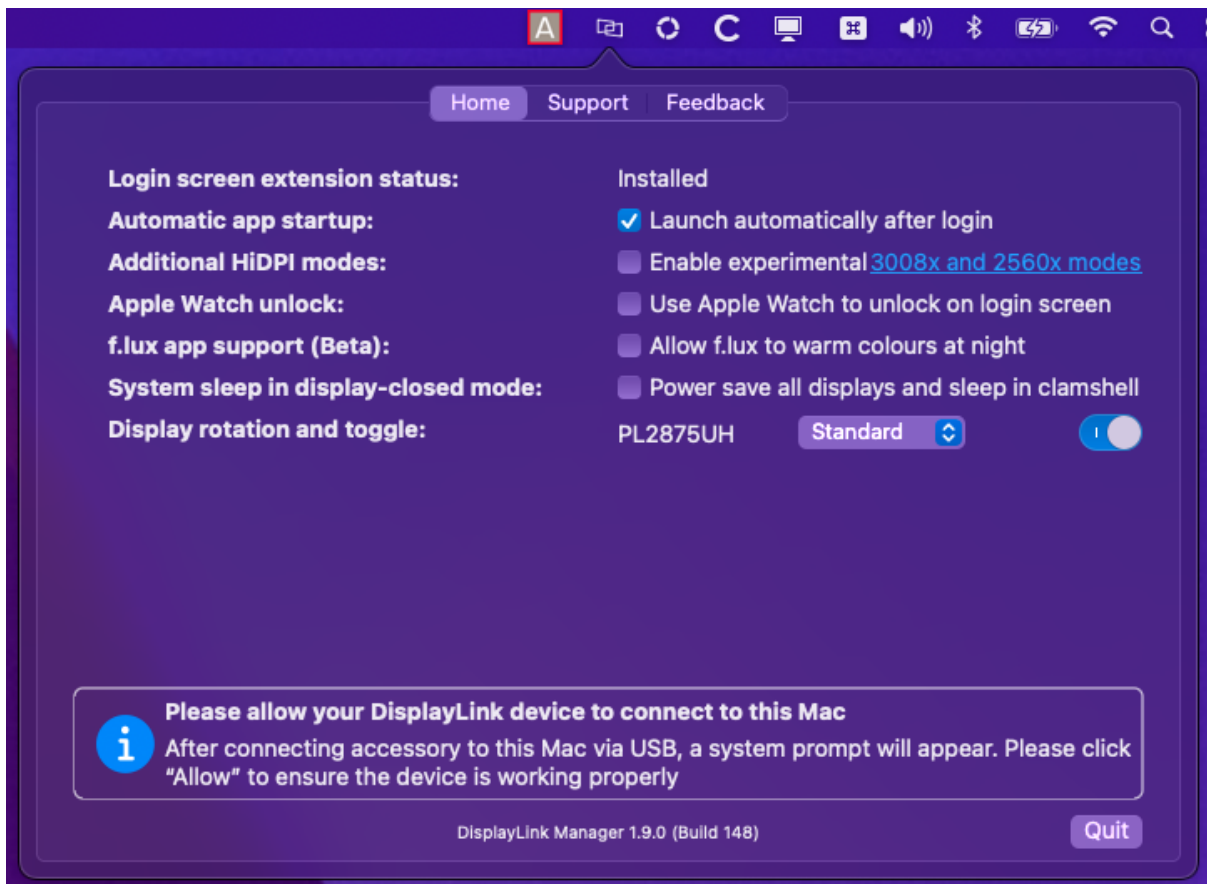 A
C
Home Support Feedback
Login screen extension status: Installed
Automatic app startup: Launch automatically after login
Additional HiDPI modes: Enable experimental 3008x and 2560x modes
Apple Watch unlock: Use Apple Watch to unlock on login screen
f.lux app support (Beta): Allow f.lux to warm colours at night
System sleep in display-closed mode: Power save all displays and sleep in clamshell
Display rotation and toggle: PL2875UH Standard
Please allow your DisplayLink device to connect to this Mac
After connecting accessory to this Mac via USB, a system prompt will appear. Please click
“Allow” to ensure the device is working properly
DisplayLink Manager 1.9.0 (Build 148)
Quit